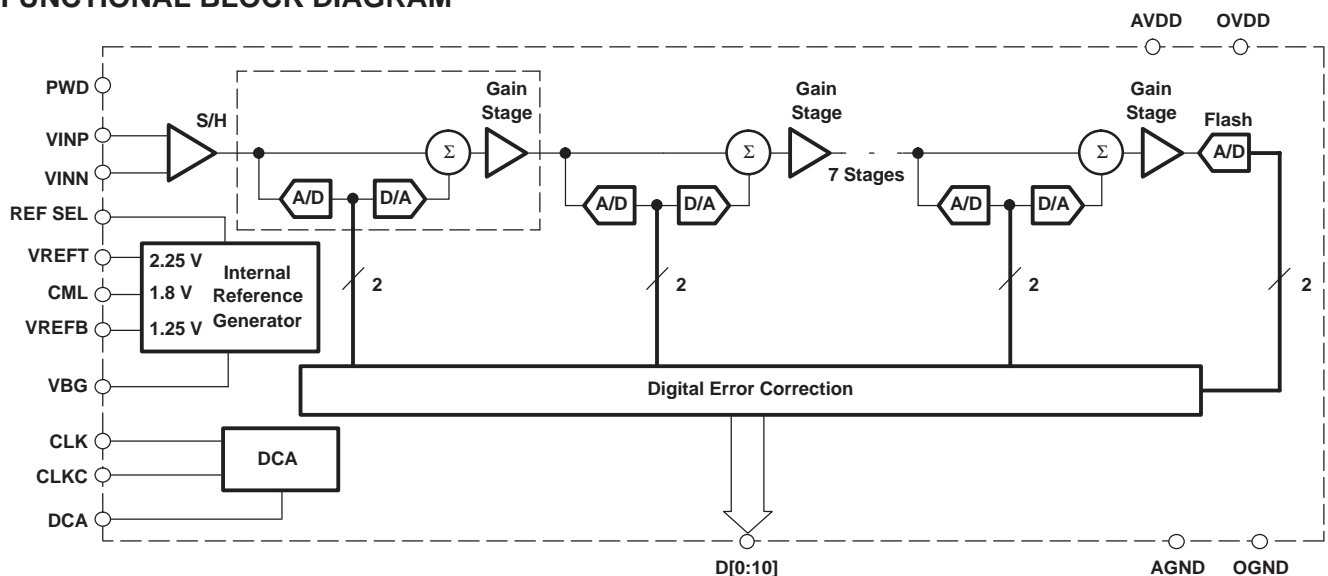 FUNCTIONAL BLOCK DIAGRAM
AVDD OVDD
PWD
VINP
VINN
REF SEL
VREFT
CML
VREFB
VBG
CLK
CLKC
DCA
S/H
Gain
Stage
Gain
Stage
Gain
Stage
Flash
Σ
Σ
Σ
A/D
7 Stages
A/D D/A
A/D D/A
A/D D/A
2.25 V
1.8 V
1.25 V
Internal
Reference
Generator
2
2
2
2
Digital Error Correction
DCA
D[0:10]
AGND OGND